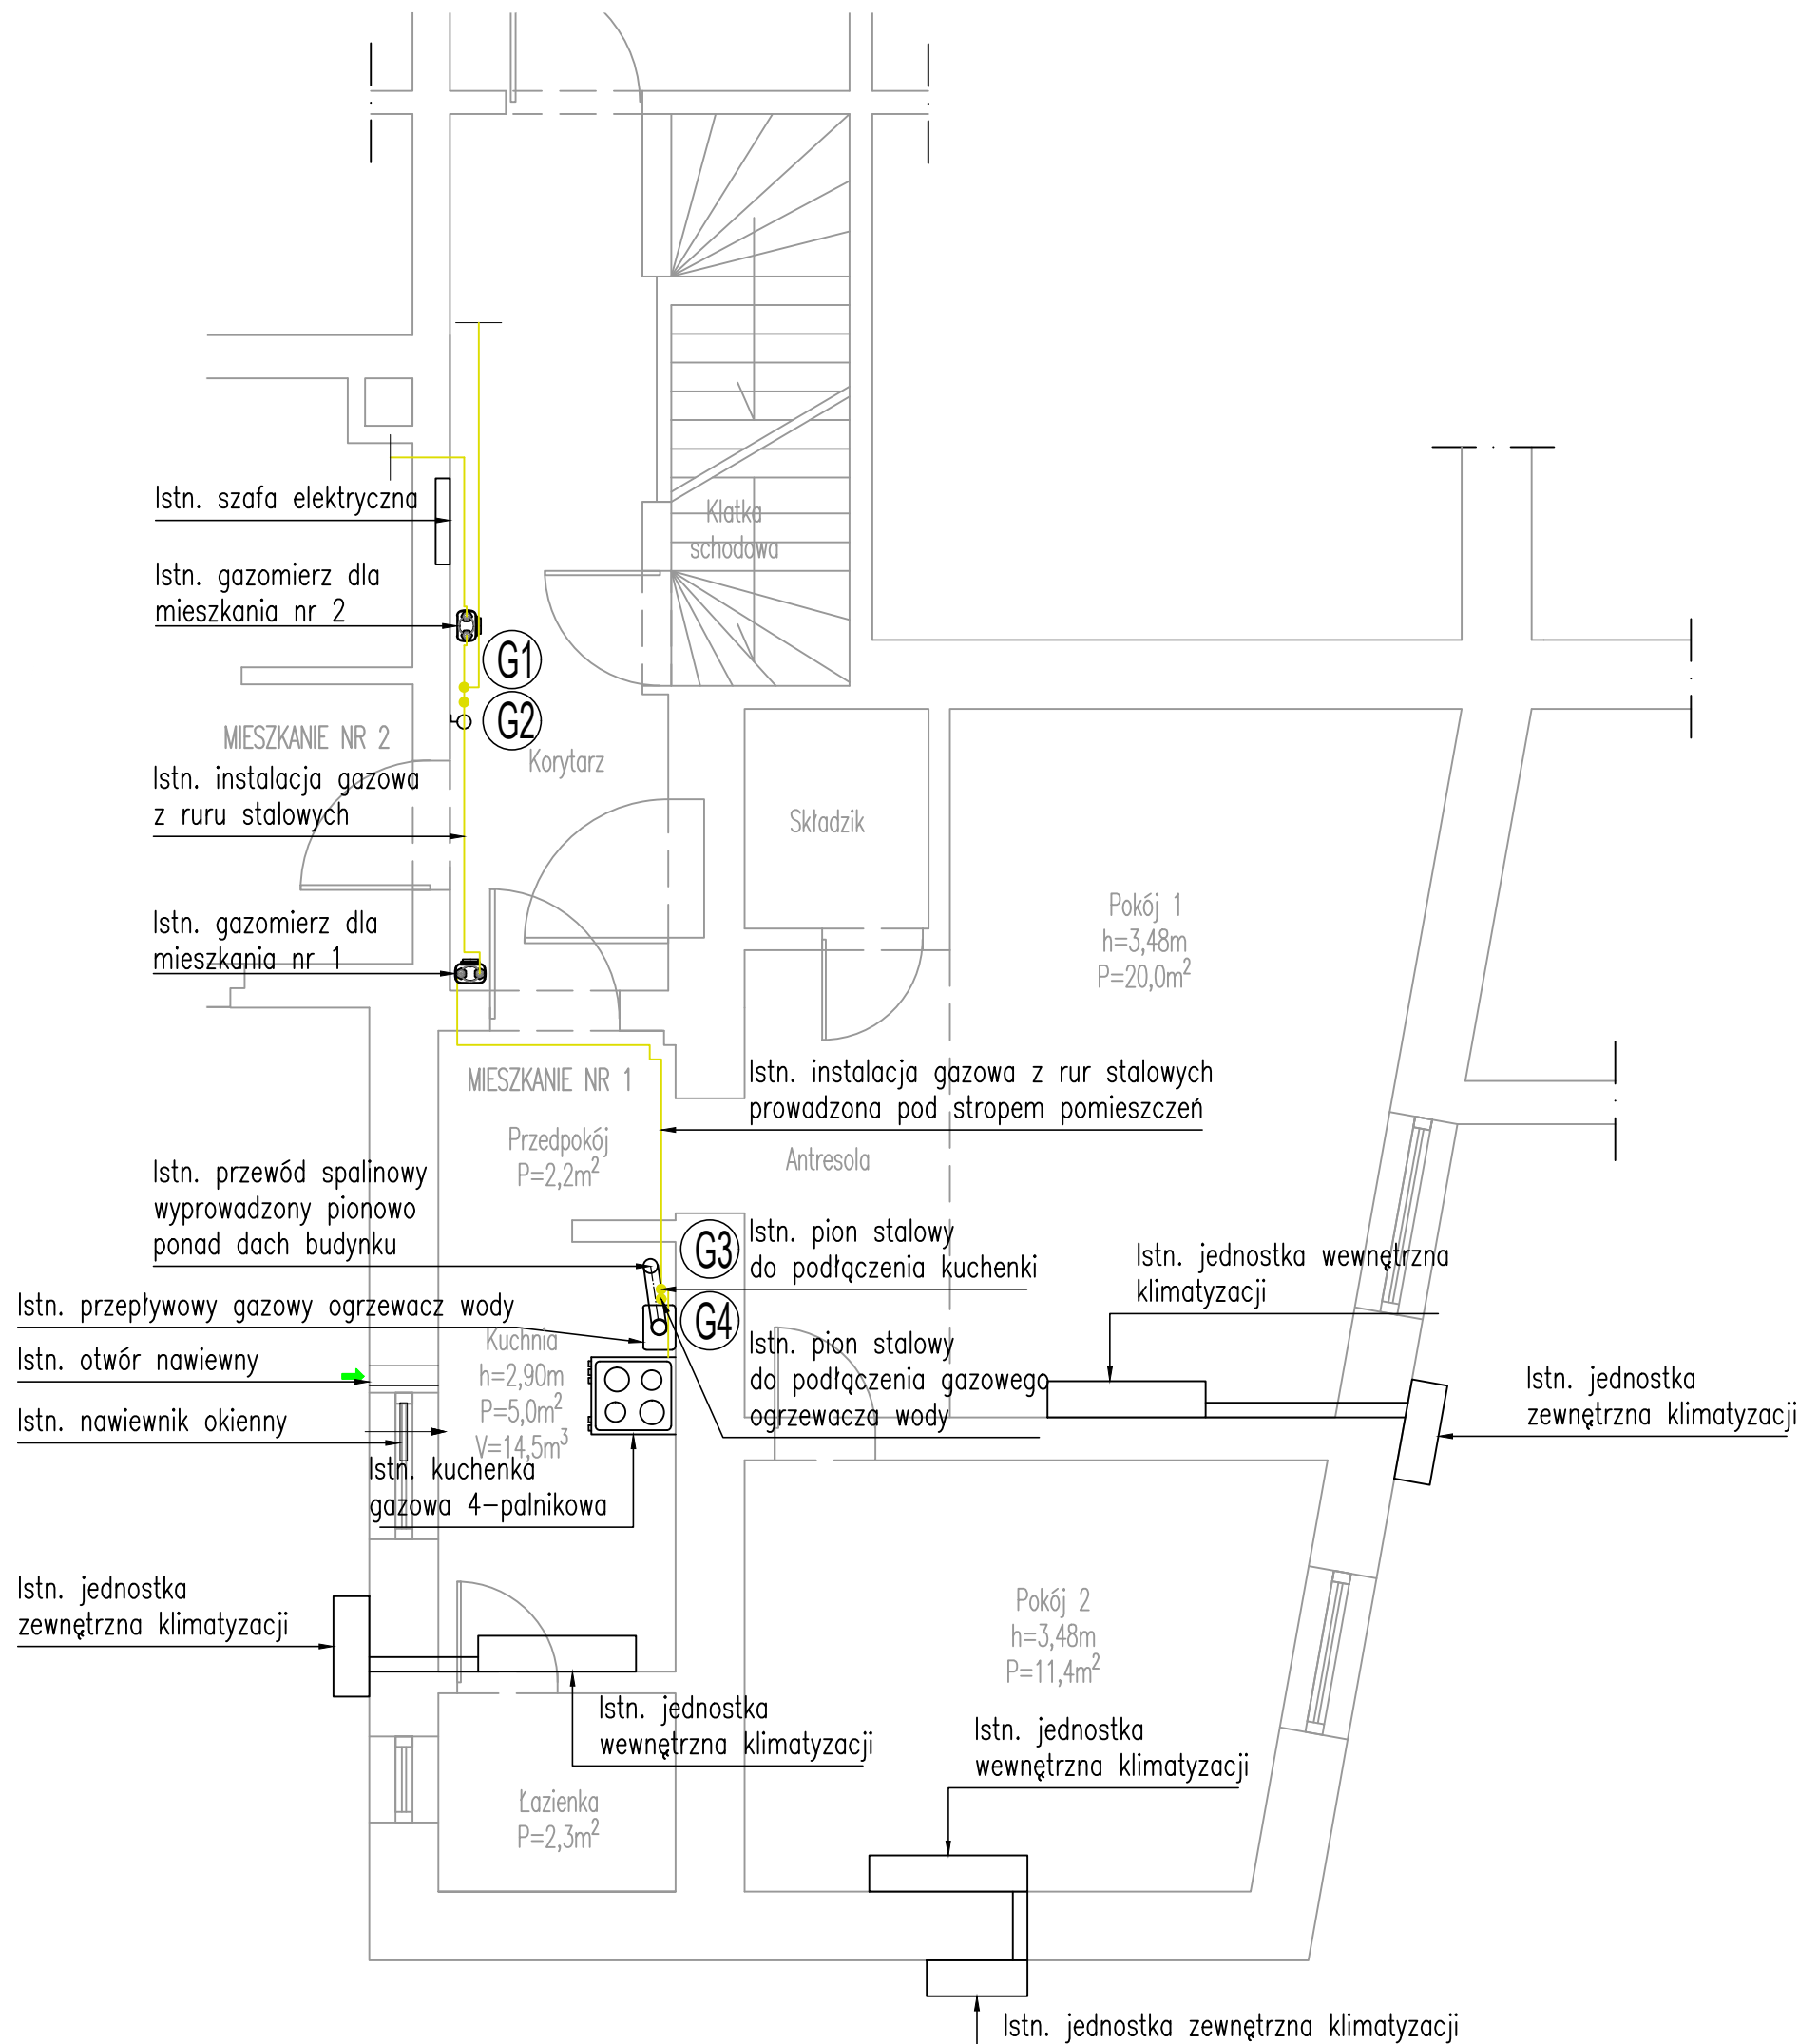 Klatka
schodowa
Istn. szafa elektryczna
Istn. gazomierz dla
mieszkania nr 2
G1
G2
MIESZKANIE NR 2
Korytarz
Istn. instalacja gazowa
z ruru stalowych
Składzik
Pokój 1
h=3,48m
P=20,0m²
Istn. gazomierz dla
mieszkania nr 1
MIESZKANIE NR 1
Istn. instalacja gazowa z rur stalowych
prowadzona pod stropem pomieszczeń
Przedpokój
P=2,2m²
Antresola
Istn. przewód spalinowy
wyprowadzony pionowo
ponad dach budynku
G3
Istn. pion stalowy
do podłączenia kuchenki
Istn. jednostka wewnętrzna
klimatyzacji
Istn. przepływowy gazowy ogrzewacz wody
G4
Istn. pion stalowy
do podłączenia gazowego
ogrzewacza wody
Kuchnia
h=2,90m
P=5,0m²
V=14,5m³
Istn. otwór nawiewny
Istn. nawiewnik okienny
Istn. jednostka
zewnętrzna klimatyzacji
Istn. kuchenka
gazowa 4-palnikowa
Istn. jednostka
zewnętrzna klimatyzacji
Pokój 2
h=3,48m
P=11,4m²
Istn. jednostka
wewnętrzna klimatyzacji
Istn. jednostka
wewnętrzna klimatyzacji
Łazienka
P=2,3m²
Istn. jednostka zewnętrzna klimatyzacji